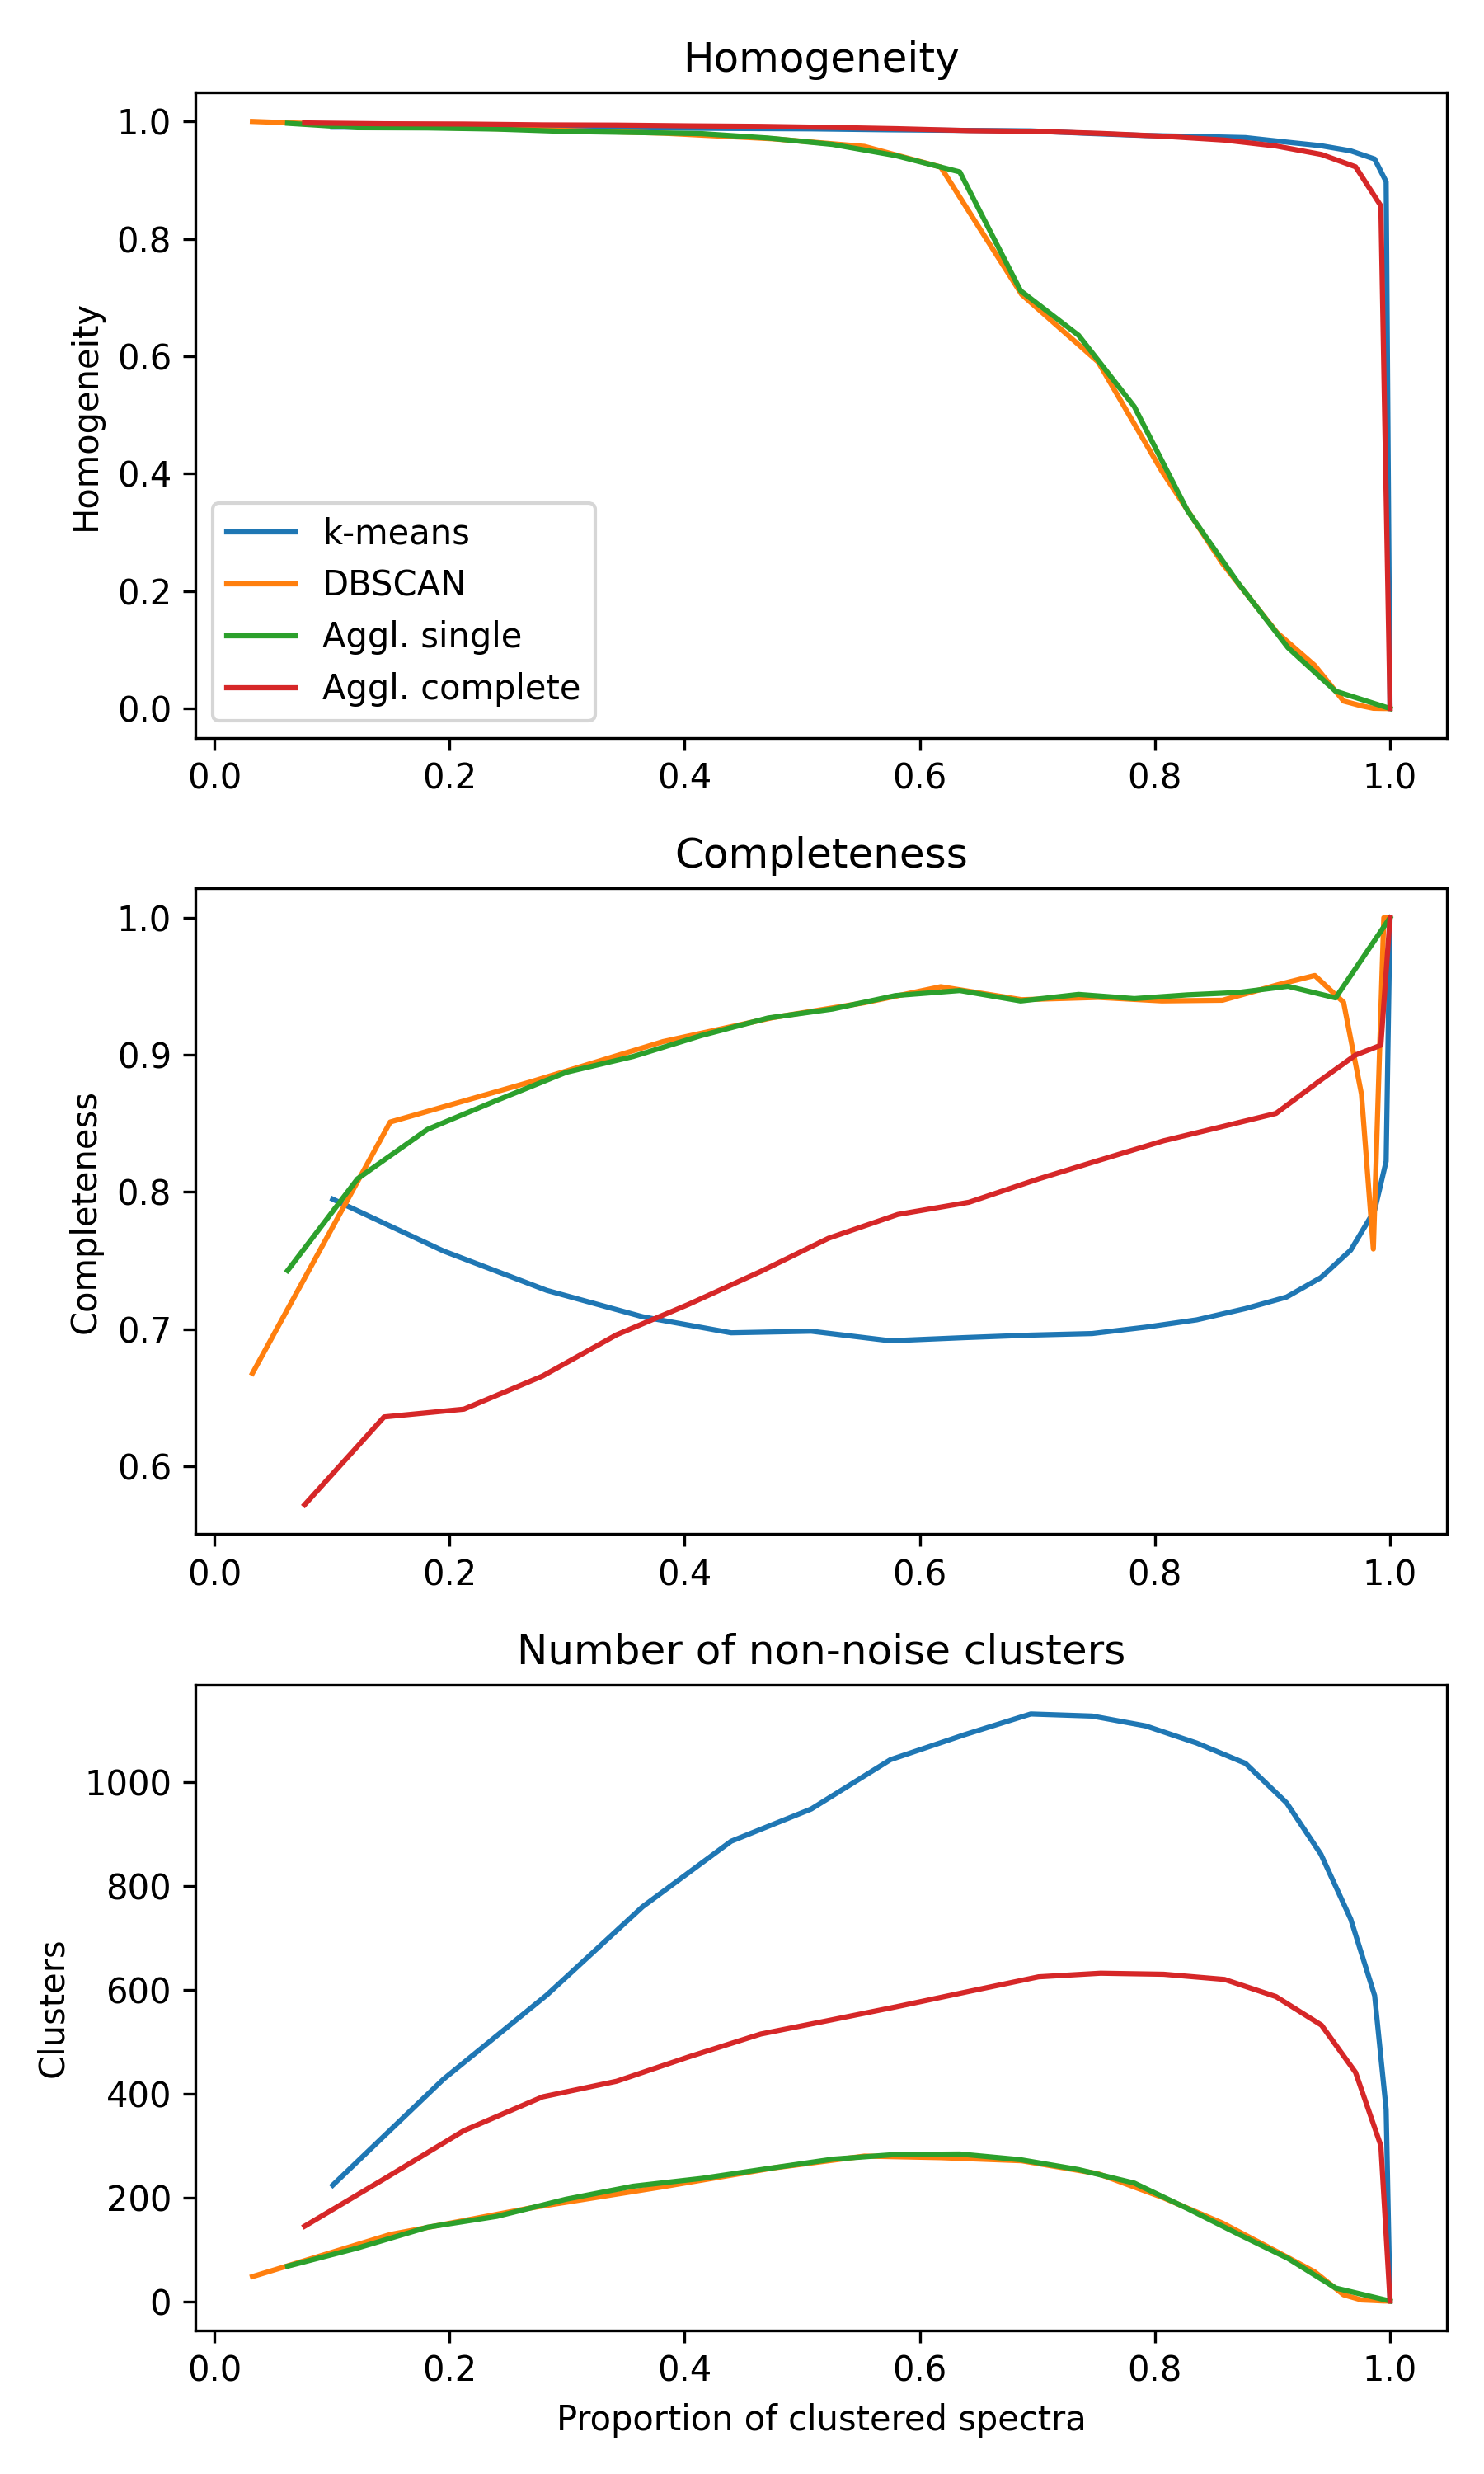 Homogeneity
1.0
0.8
0.6
0.4
0.2
0.0
Homogeneity
k-means
DBSCAN
Aggl. single
Aggl. complete
0.0 0.2 0.4 0.6 0.8 1.0
Completeness
1.0
0.9
0.8
0.7
0.6
Completeness
0.0 0.2 0.4 0.6 0.8 1.0
Number of non-noise clusters
1000
800
600
400
200
0
Clusters
0.0 0.2 0.4 0.6 0.8 1.0
Proportion of clustered spectra